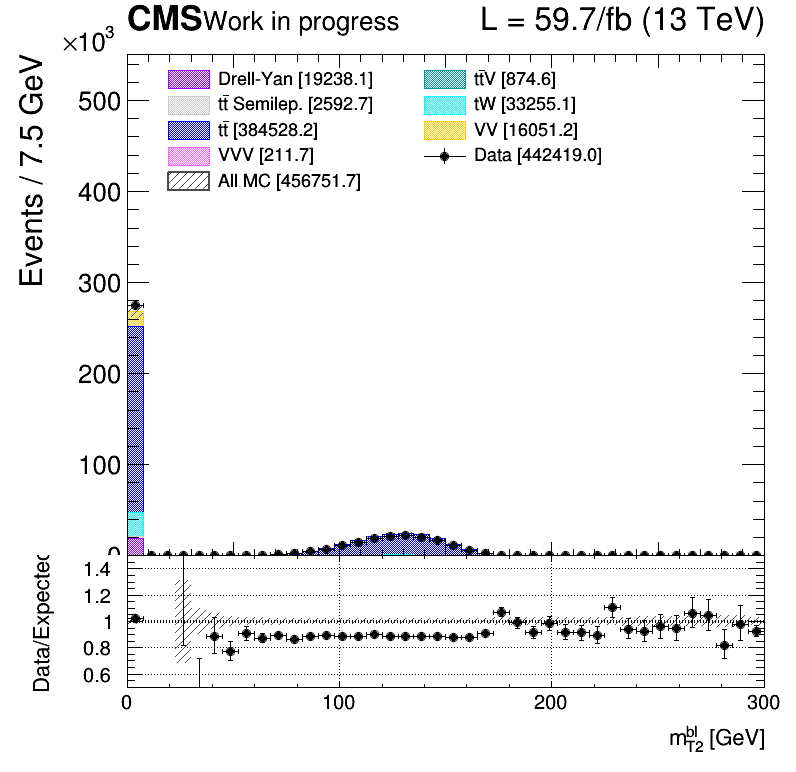 CMS Work in progress L = 59.7/fb (13 TeV)
×10³
Events / 7.5 GeV
500
400
300
200
100
0
Drell-Yan [19238.1]
tt̄ Semilep. [2592.7]
tt̄ [384528.2]
VVV [211.7]
All MC [456751.7]
tt̄V [874.6]
tW [33255.1]
VV [16051.2]
Data [442419.0]
Data/Expected
1.4
1.2
1
0.8
0.6
0 100 200 300
m_{T2}^{bl} [GeV]